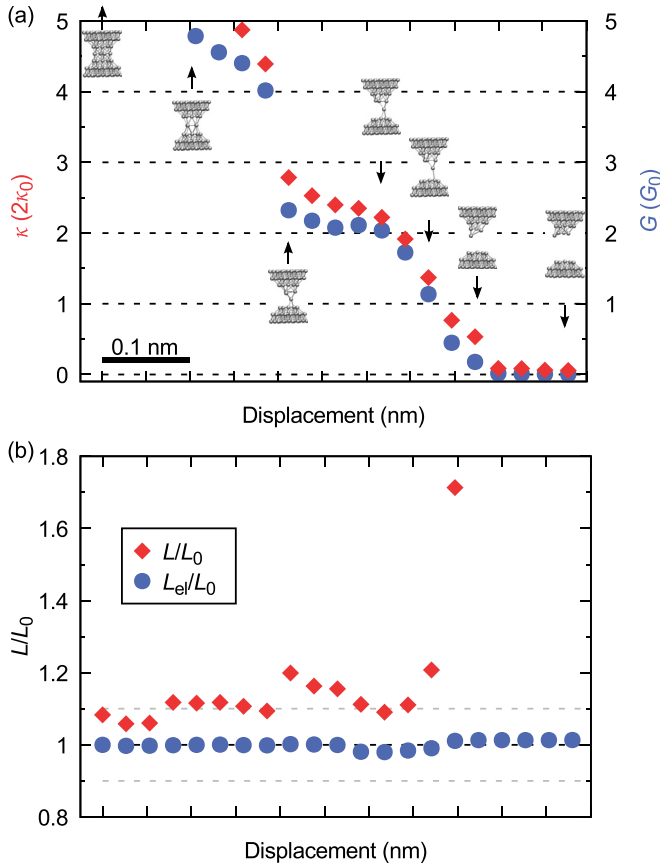 (a)
5
4
3
2
1
0
κ (2κ0)
5
4
3
2
1
0
G (G0)
0.1 nm
Displacement (nm)
(b)
1.8
1.6
1.4
1.2
1
0.8
L/L0
L/L0
Lel/L0
Displacement (nm)